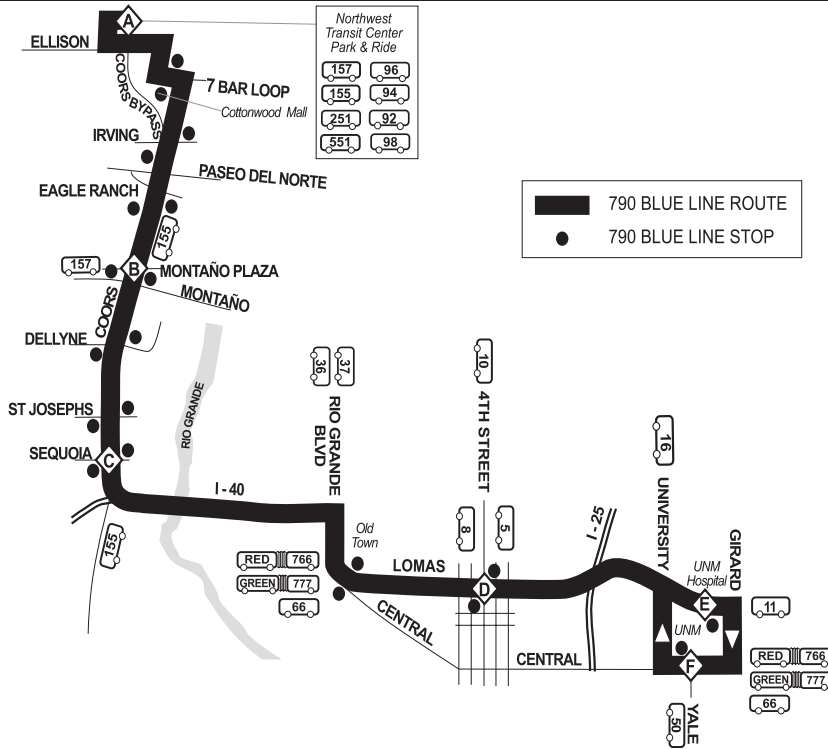 A
Northwest
Transit Center
Park & Ride
157 96
155 94
251 92
551 98
ELLISON
COORS BYPASS
7 BAR LOOP
Cottonwood Mall
IRVING
PASEO DEL NORTE
EAGLE RANCH
155
790 BLUE LINE ROUTE
790 BLUE LINE STOP
157
B
MONTAÑO PLAZA
MONTAÑO
COORS
DELLYNE
RIO GRANDE
ST JOSEPHS
SEQUOIA
C
155
I - 40
36
37
RIO GRANDE
BLVD
10
4TH STREET
8
5
16
UNIVERSITY
I - 25
GIRARD
Old
Town
RED 766
GREEN 777
66
LOMAS
D
CENTRAL
CENTRAL
UNM
Hospital
E
11
UNM
F
RED 766
GREEN 777
66
50
YALE